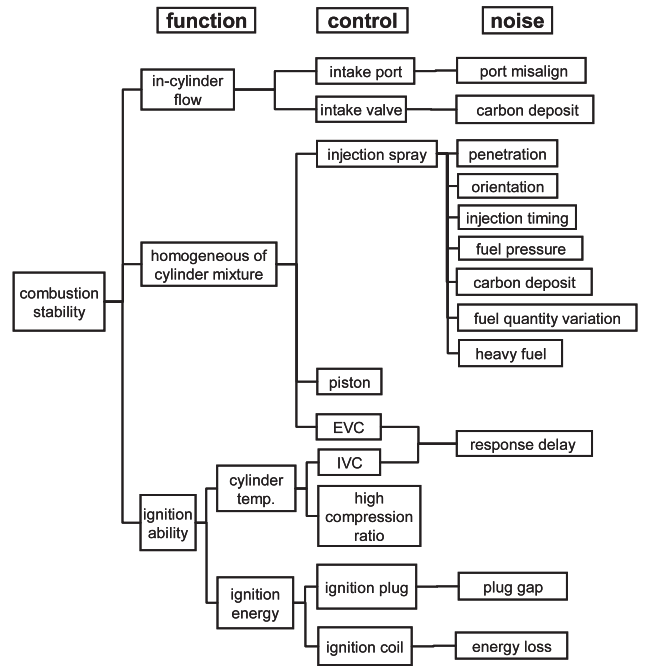 function
control
noise
in-cylinder
flow
intake port
port misalign
intake valve
carbon deposit
injection spray
penetration
orientation
injection timing
fuel pressure
carbon deposit
fuel quantity variation
heavy fuel
homogeneous of
cylinder mixture
combustion
stability
piston
EVC
IVC
response delay
cylinder
temp.
high
compression
ratio
ignition
ability
ignition
energy
ignition plug
plug gap
ignition coil
energy loss